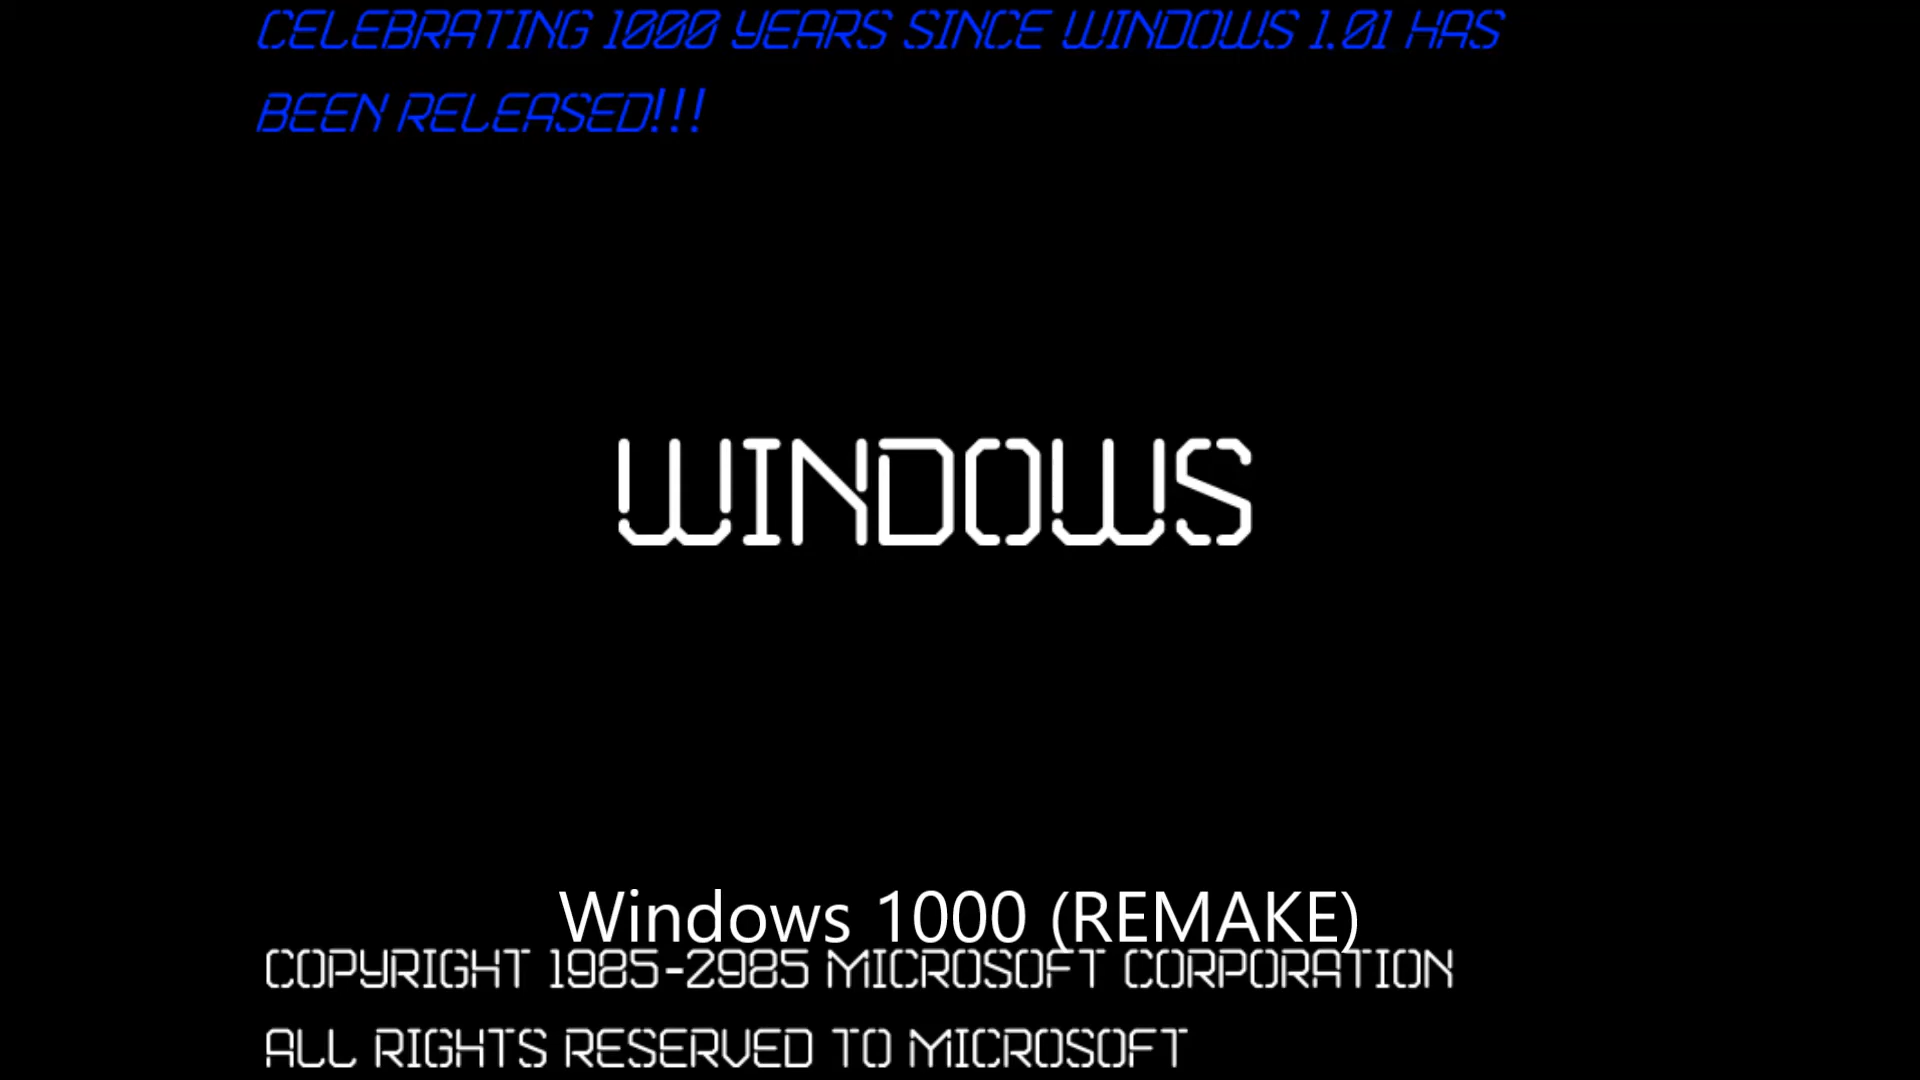 CELEBRATING 1000 YEARS SINCE WINDOWS 1.01 HAS
BEEN RELEASED!!!
WINDOWS
Windows 1000 (REMAKE)
COPYRIGHT 1985-2985 MICROSOFT CORPORATION
ALL RIGHTS RESERVED TO MICROSOFT